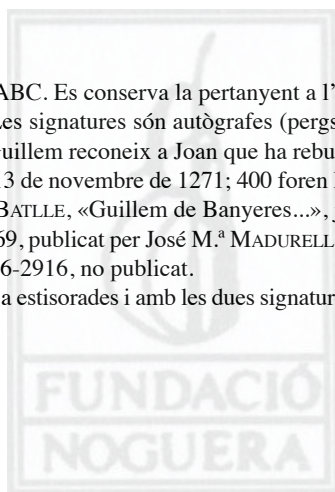 ABC. Es conserva la pertanyent a l’
Les signatures són autògrafes (pergs
Guillem reconeix a Joan que ha rebu
13 de novembre de 1271; 400 foren
BATLLE, «Guillem de Banyeres...»,
69, publicat per José M.ª MADURELL
6-2916, no publicat.
a estisorades i amb les dues signatur
FUNDACIÓ
NOGUERA